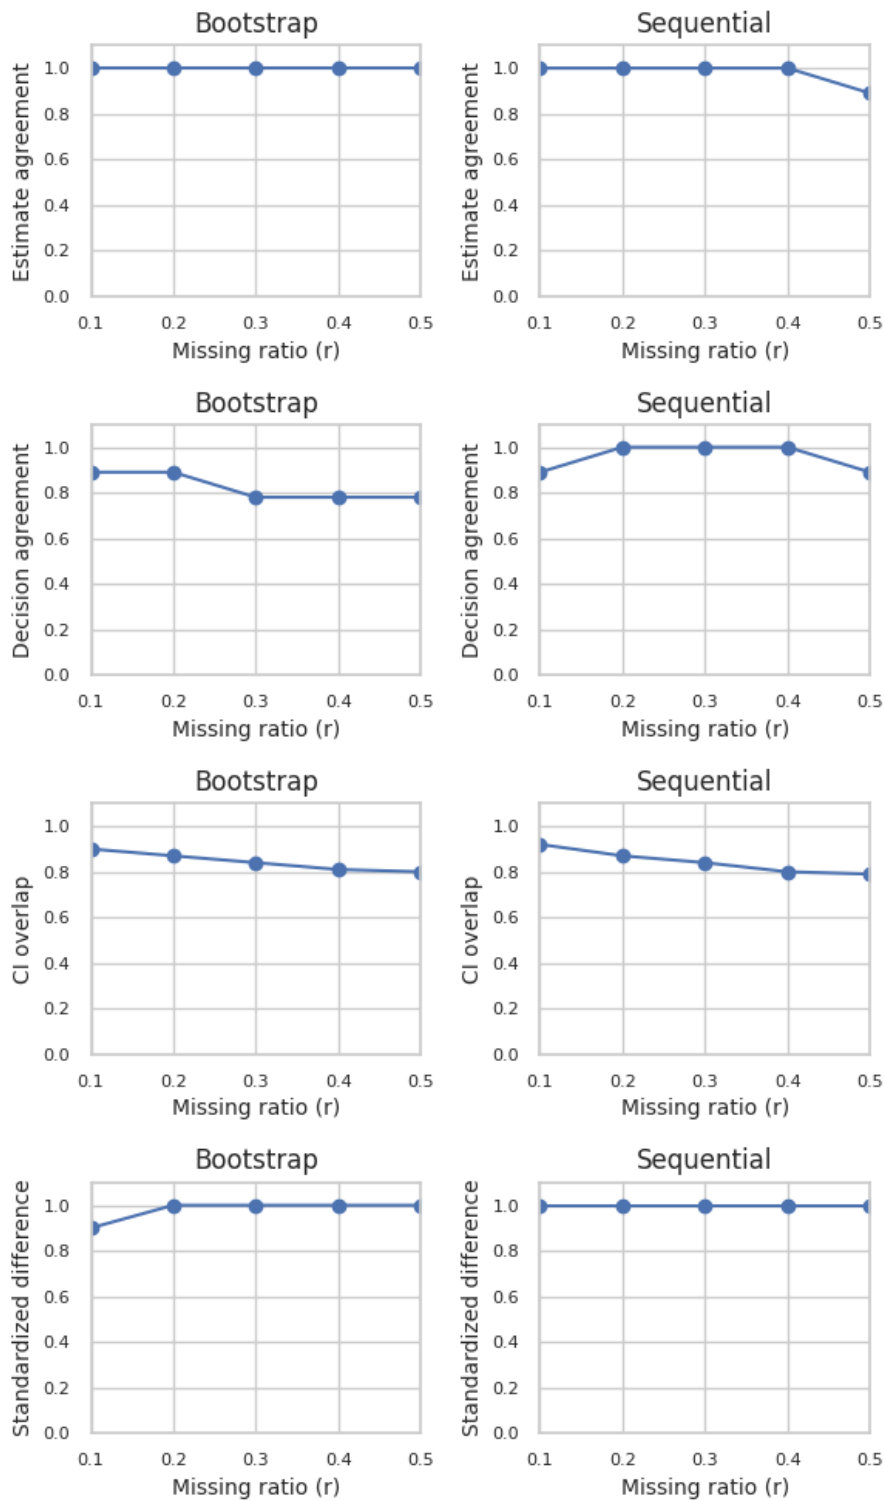 Bootstrap
Estimate agreement
1.0
0.8
0.6
0.4
0.2
0.0
0.1 0.2 0.3 0.4 0.5
Missing ratio (r)
Sequential
Estimate agreement
1.0
0.8
0.6
0.4
0.2
0.0
0.1 0.2 0.3 0.4 0.5
Missing ratio (r)
Bootstrap
Decision agreement
1.0
0.8
0.6
0.4
0.2
0.0
0.1 0.2 0.3 0.4 0.5
Missing ratio (r)
Sequential
Decision agreement
1.0
0.8
0.6
0.4
0.2
0.0
0.1 0.2 0.3 0.4 0.5
Missing ratio (r)
Bootstrap
CI overlap
1.0
0.8
0.6
0.4
0.2
0.0
0.1 0.2 0.3 0.4 0.5
Missing ratio (r)
Sequential
CI overlap
1.0
0.8
0.6
0.4
0.2
0.0
0.1 0.2 0.3 0.4 0.5
Missing ratio (r)
Bootstrap
Standardized difference
1.0
0.8
0.6
0.4
0.2
0.0
0.1 0.2 0.3 0.4 0.5
Missing ratio (r)
Sequential
Standardized difference
1.0
0.8
0.6
0.4
0.2
0.0
0.1 0.2 0.3 0.4 0.5
Missing ratio (r)